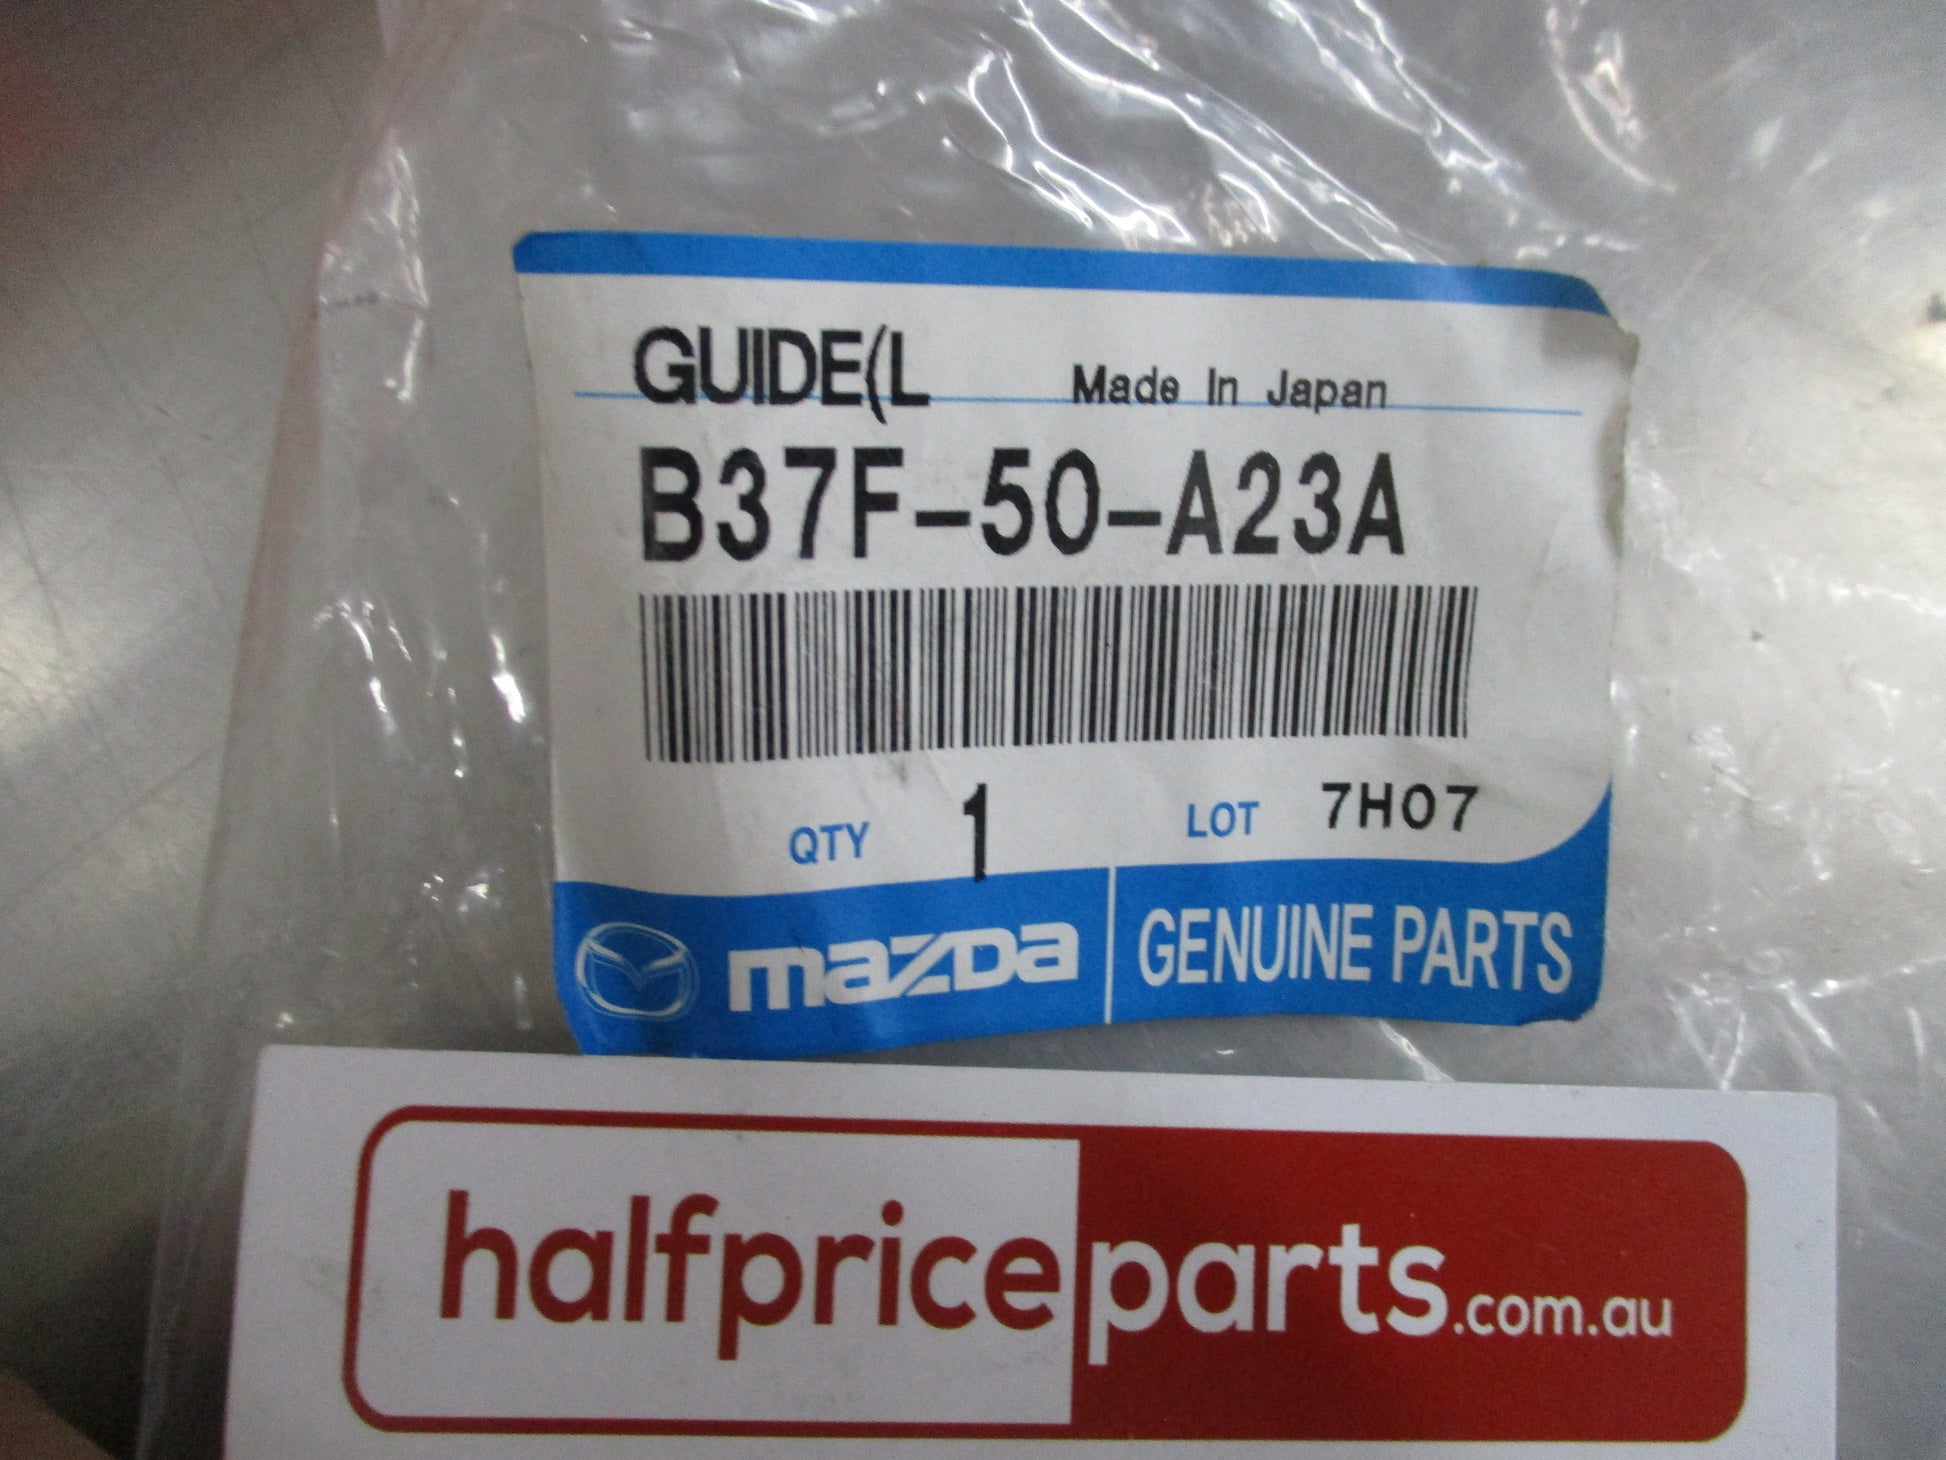 GUIDE(L Made In Japan
B37F-50-A23A
QTY 1 LOT 7H07
mazda GENUINE PARTS
halfpriceparts.com.au